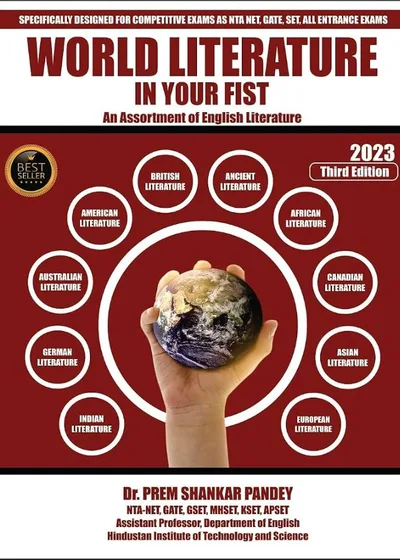 SPECIFICALLY DESIGNED FOR COMPETITIVE EXAMS AS NTA NET, GATE, SET, ALL ENTRANCE EXAMS
WORLD LITERATURE
IN YOUR FIST
An Assortment of English Literature
BEST
SELLER
2023
Third Edition
BRITISH
LITERATURE
ANCIENT
LITERATURE
AMERICAN
LITERATURE
AFRICAN
LITERATURE
AUSTRALIAN
LITERATURE
CANADIAN
LITERATURE
GERMAN
LITERATURE
ASIAN
LITERATURE
INDIAN
LITERATURE
EUROPEAN
LITERATURE
Dr. PREM SHANKAR PANDEY
NTA-NET, GATE, GSET, MHSET, KSET, APSET
Assistant Professor, Department of English
Hindustan Institute of Technology and Science